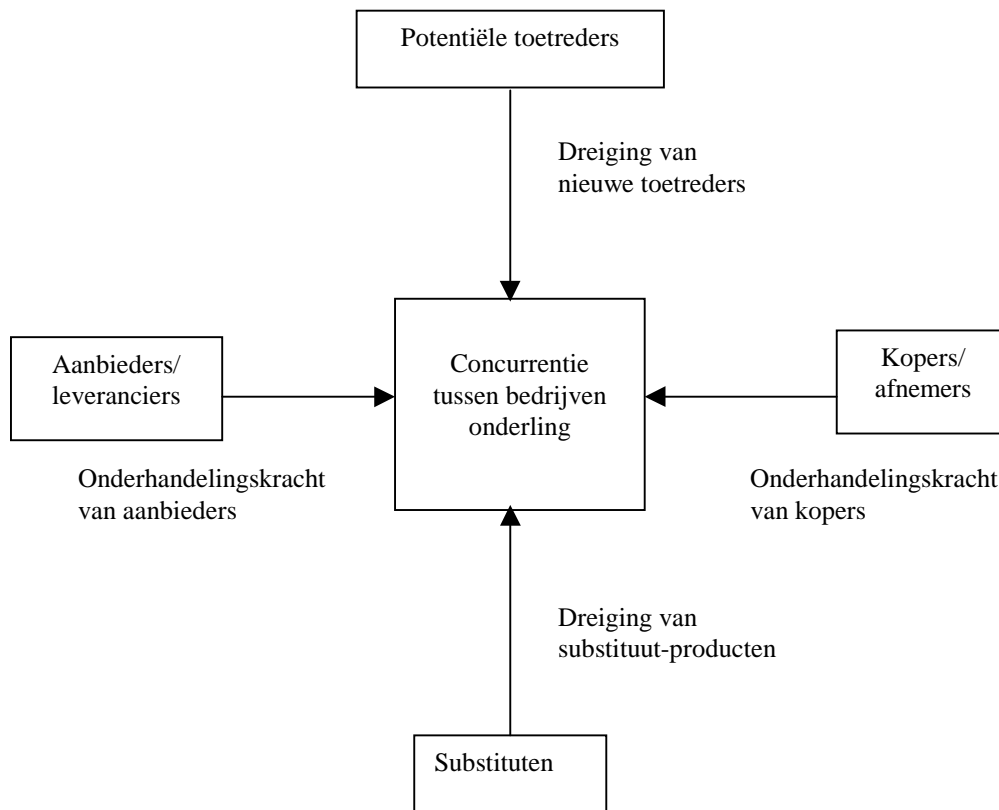 Potentiële toetreders
Dreiging van
nieuwe toetreders
Aanbieders/
leveranciers
Concurrentie
tussen bedrijven
onderling
Kopers/
afnemers
Onderhandelingskracht
van aanbieders
Onderhandelingskracht
van kopers
Dreiging van
substituut-producten
Substituten